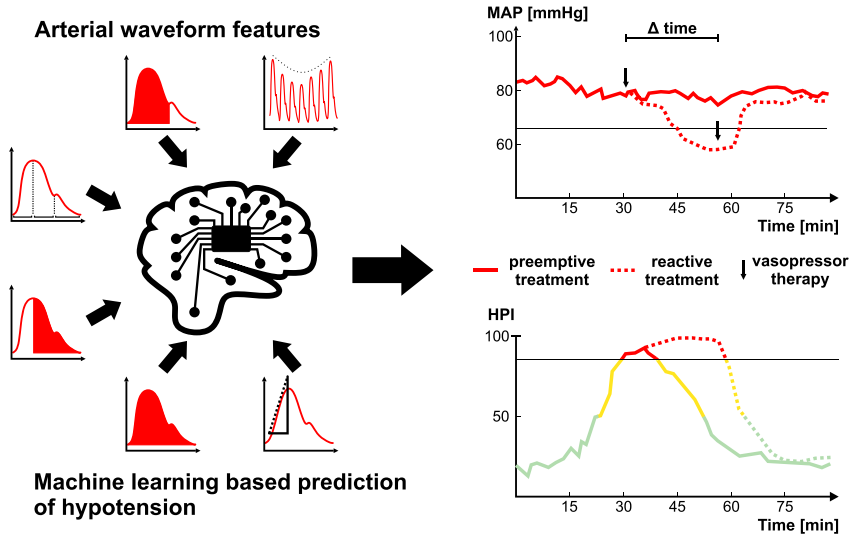 Arterial waveform features
Machine learning based prediction
of hypotension
MAP [mmHg]
Δ time
100
80
60
15 30 45 60 75
Time [min]
preemptive
treatment
reactive
treatment
vasopressor
therapy
HPI
100
50
15 30 45 60 75
Time [min]